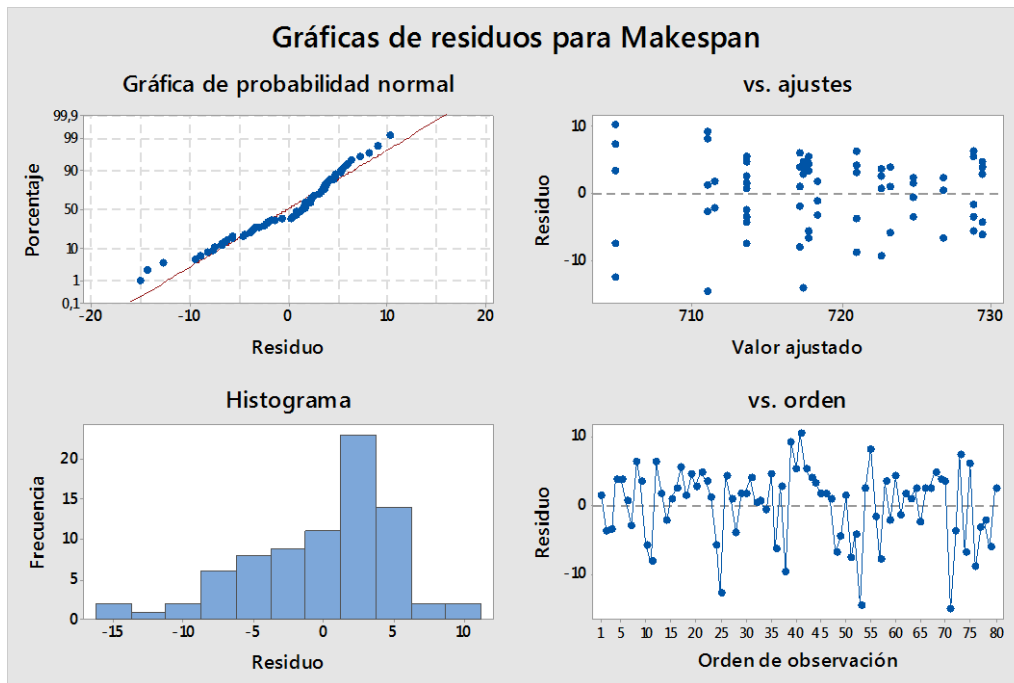 Gráficas de residuos para Makespan
Gráfica de probabilidad normal
99,9
99
90
50
10
1
0,1
Porcentaje
-20 -10 0 10 20
Residuo
vs. ajustes
10
0
-10
Residuo
710 720 730
Valor ajustado
Histograma
20
15
10
5
0
Frecuencia
-15 -10 -5 0 5 10
Residuo
vs. orden
10
0
-10
Residuo
1 5 10 15 20 25 30 35 40 45 50 55 60 65 70 75 80
Orden de observación